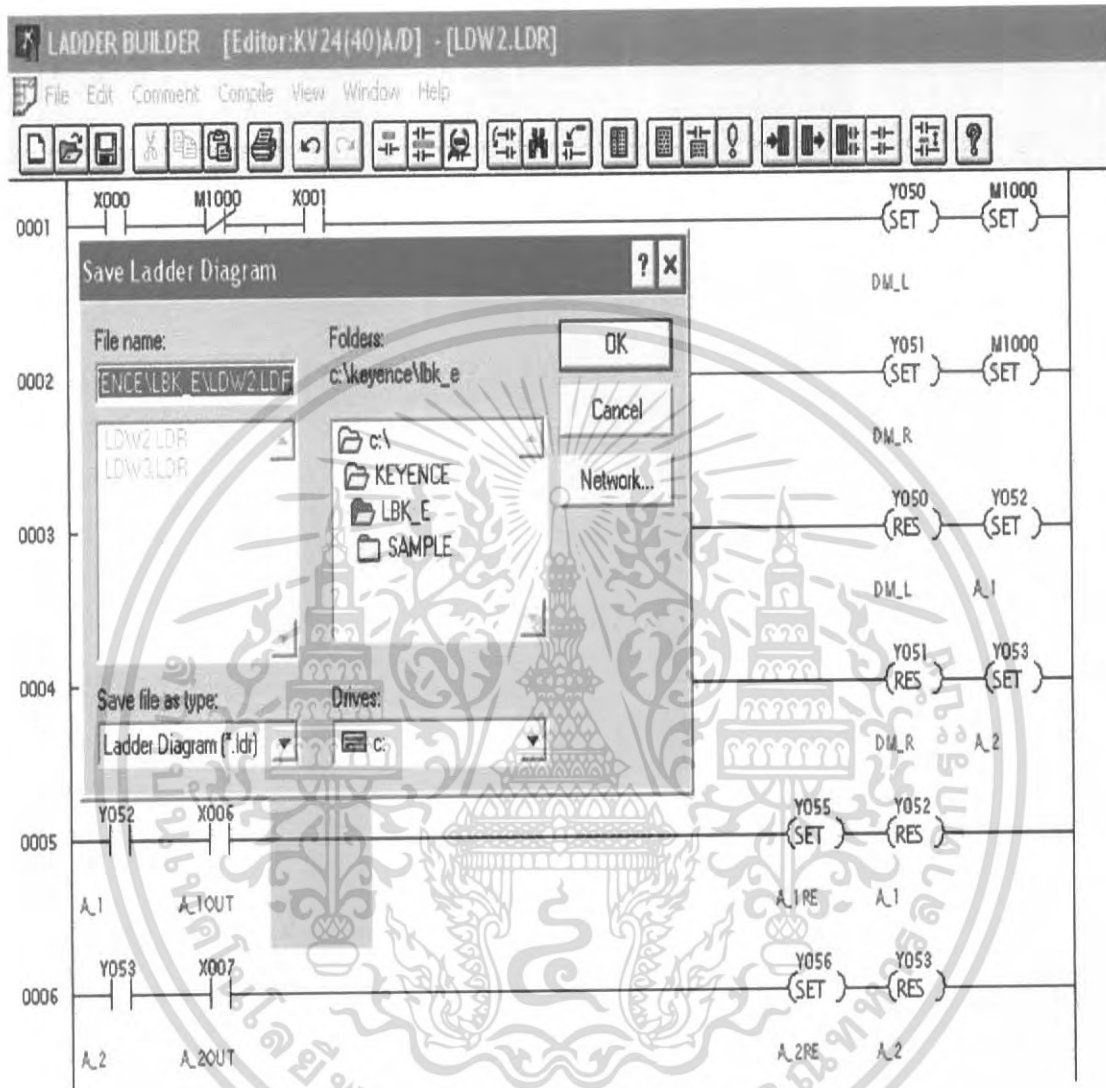 LADDER BUILDER [Editor:KV24(40)A/D] - [LDW2.LDR]
File Edit Comment Compile View Window Help
X000 M1000 X001 Y050 M1000
0001 (SET) (SET)
DM_L
Save Ladder Diagram ? x
File name: Folders: OK
ENCE\LBK_E\LDW2.LDF c:\keyence\lbk_e
Cancel
LDW2.LDR c:\
LDW3.LDR KEYENCE Network...
LBK_E
SAMPLE
Save file as type: Drives:
Ladder Diagram (*.ldr) c:
Y051 M1000
0002 (SET) (SET)
DM_R
Y050 Y052
0003 (RES) (SET)
DM_L A_1
Y051 Y053
0004 (RES) (SET)
DM_R A_2
Y052 X006 Y055 Y052
0005 (SET) (RES)
A_1 A_1OUT A_1RE A_1
Y053 X007 Y056 Y053
0006 (SET) (RES)
A_2 A_2OUT A_2RE A_2